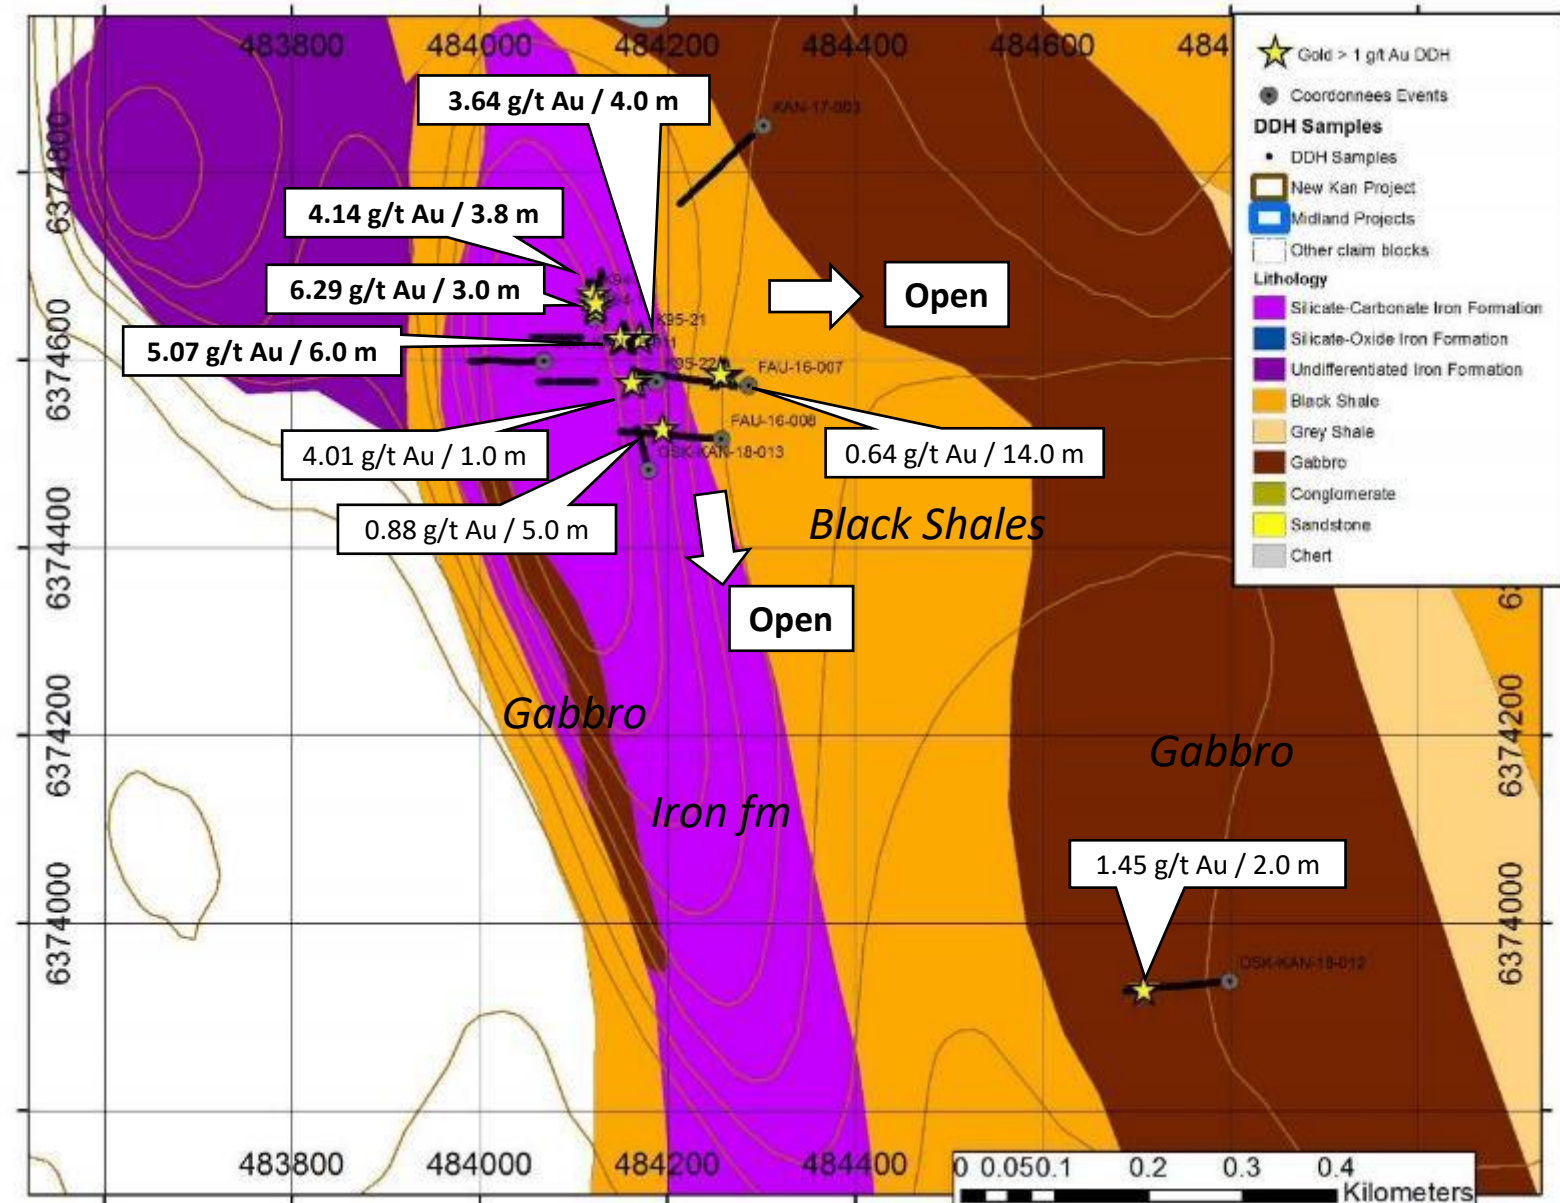 483800 484000 484200 484400 484600 484
Gold > 1 g/t Au DDH
Coordonnees Events
DDH Samples
DDH Samples
New Kan Project
Midland Projects
Other claim blocks
Lithology
Silicate-Carbonate Iron Formation
Silicate-Oxide Iron Formation
Undifferentiated Iron Formation
Black Shale
Grey Shale
Gabbro
Conglomerate
Sandstone
Chert
3.64 g/t Au / 4.0 m
KAN-17-003
6374800
4.14 g/t Au / 3.8 m
6.29 g/t Au / 3.0 m
Open
K95-21
5.07 g/t Au / 6.0 m
6374600
K95-22
FAU-16-007
FAU-16-008
4.01 g/t Au / 1.0 m
0.64 g/t Au / 14.0 m
OSK-KAN-18-013
0.88 g/t Au / 5.0 m
Black Shales
6374400
Open
Gabbro
6374200
6374200
Gabbro
Iron fm
1.45 g/t Au / 2.0 m
6374000
6374000
OSK-KAN-18-012
483800 484000 484200 484400
0 0.05 0.1 0.2 0.3 0.4
Kilometers